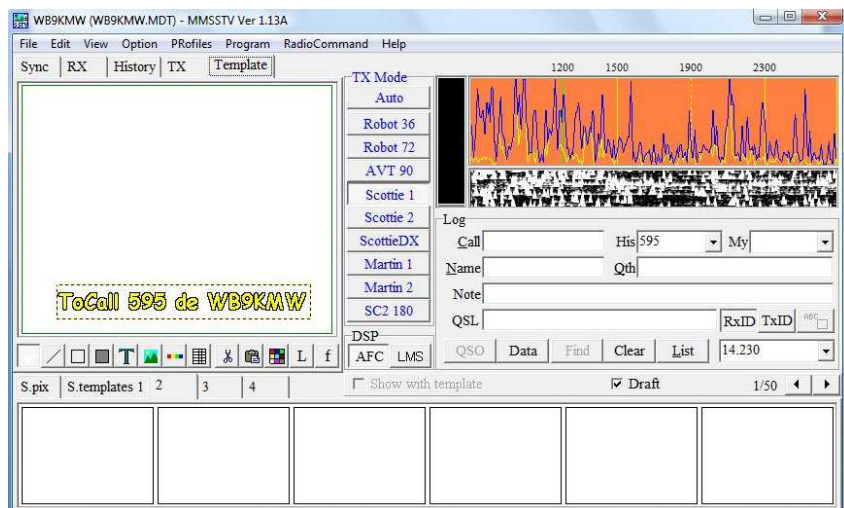 WB9KMW (WB9KMW.MDT) - MMSSTV Ver 1.13A
File Edit View Option PRofiles Program RadioCommand Help
Sync RX History TX Template
TX Mode
Auto
Robot 36
Robot 72
AVT 90
Scottie 1
Scottie 2
ScottieDX
Martin 1
Martin 2
SC2 180
DSP
AFC LMS
1200 1500 1900 2300
ToCall 595 de WB9KMW
T L f
Log
Call His 595 My
Name Qth
Note
QSL RxID TxID ABC
QSO Data Find Clear List 14.230
Show with template Draft 1/50
S.pix S.templates 1 2 3 4